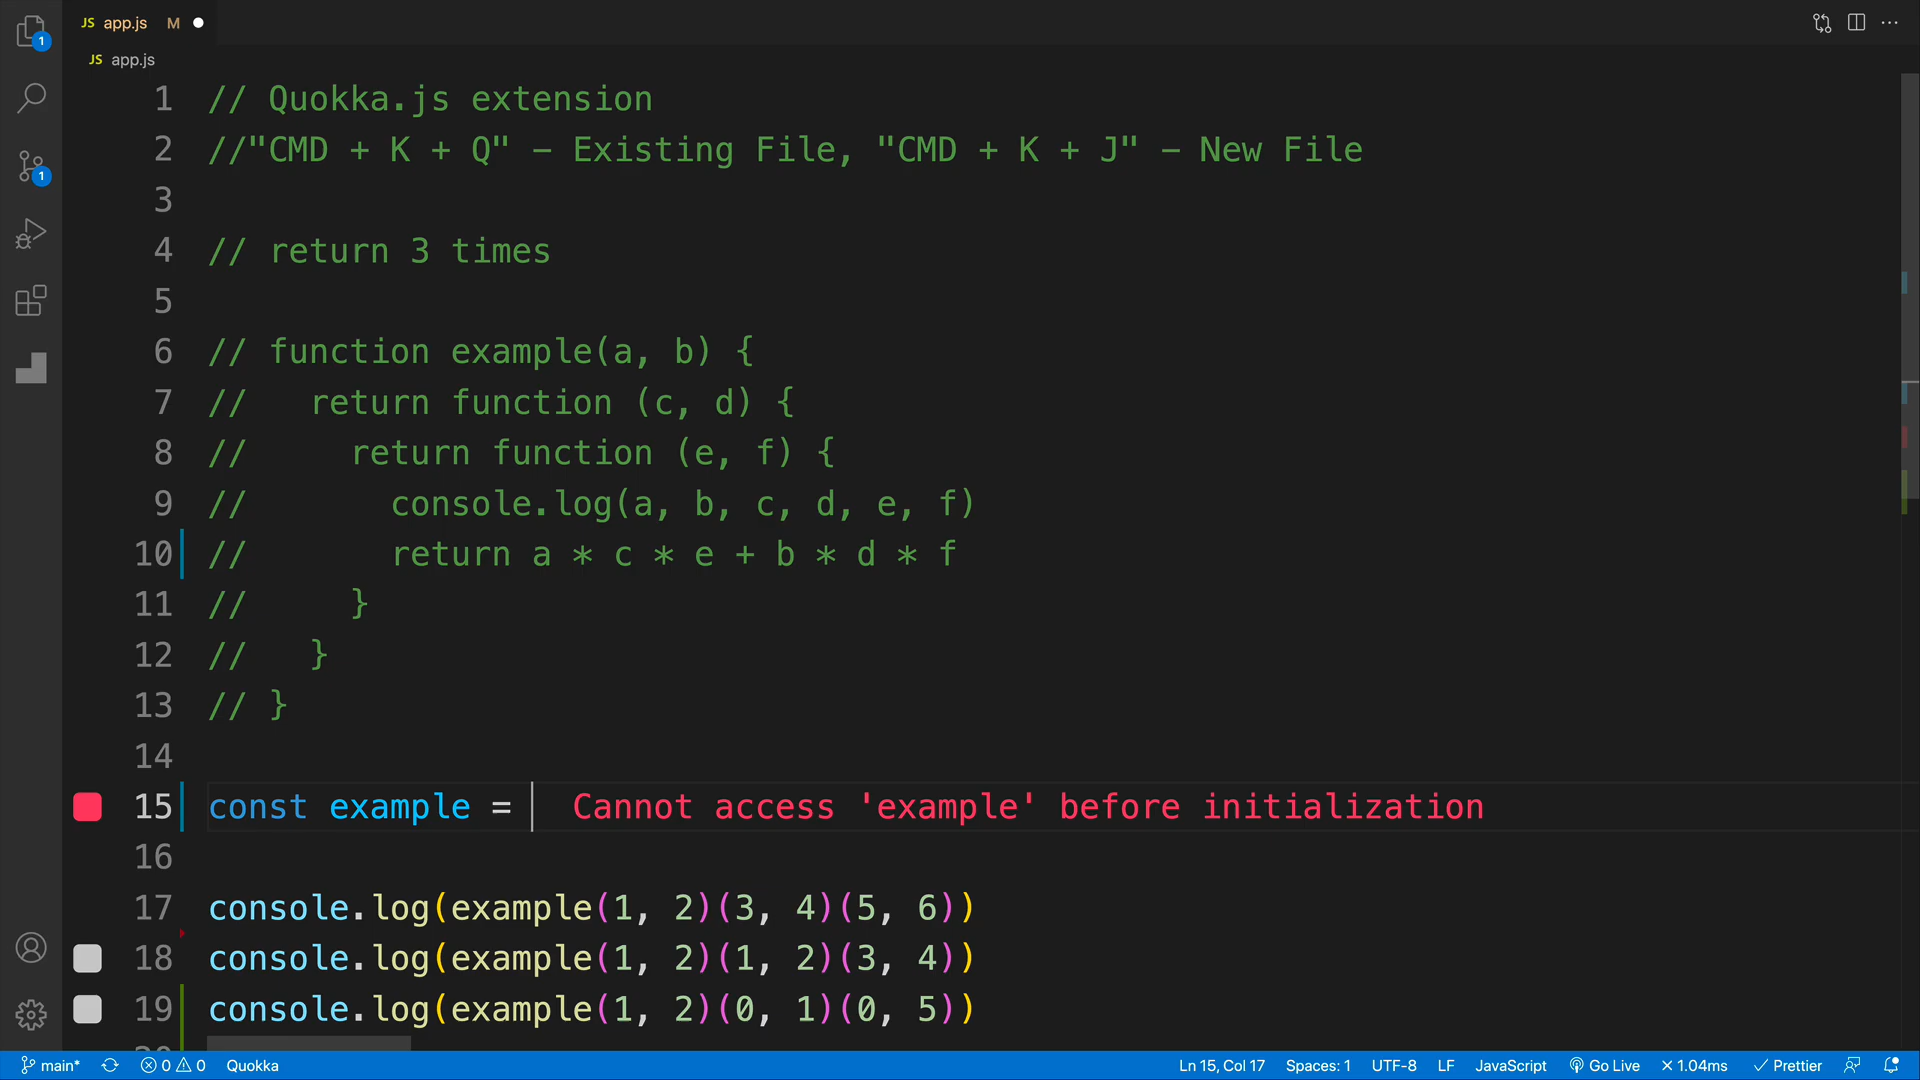 JS app.js M
JS app.js
1 // Quokka.js extension
2 //"CMD + K + Q" - Existing File, "CMD + K + J" - New File
3
4 // return 3 times
5
6 // function example(a, b) {
7 //   return function (c, d) {
8 //     return function (e, f) {
9 //       console.log(a, b, c, d, e, f)
10 //       return a * c * e + b * d * f
11 //     }
12 //   }
13 // }
14
15 const example = Cannot access 'example' before initialization
16
17 console.log(example(1, 2)(3, 4)(5, 6))
18 console.log(example(1, 2)(1, 2)(3, 4))
19 console.log(example(1, 2)(0, 1)(0, 5))
1
1
main* 0 0 Quokka Ln 15, Col 17 Spaces: 1 UTF-8 LF JavaScript Go Live × 1.04ms ✓ Prettier